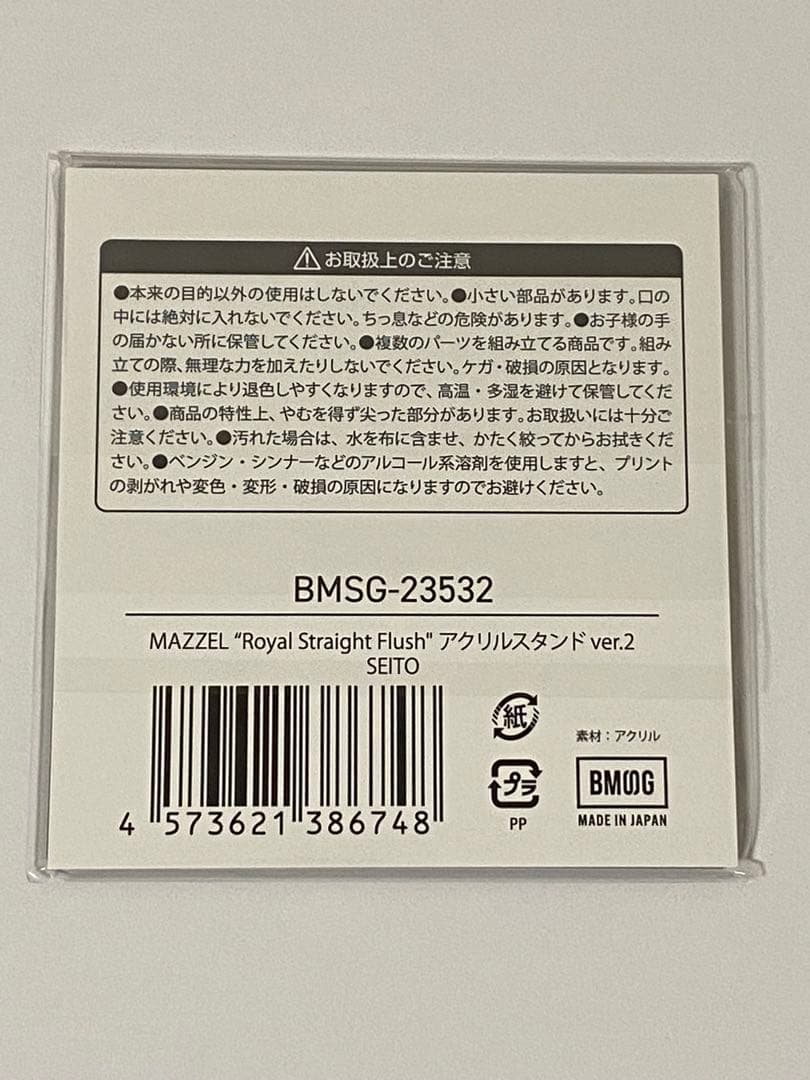 ⚠お取扱上のご注意
●本来の目的以外の使用はしないでください。●小さい部品があります。口の
中には絶対に入れないでください。ちっ息などの危険があります。●お子様の手
の届かない所に保管してください。●複数のパーツを組み立てる商品です。組み
立ての際、無理な力を加えたりしないでください。ケガ・破損の原因となります。
●使用環境により退色しやすくなりますので、高温・多湿を避けて保管してくだ
さい。●商品の特性上、やむを得ず尖った部分があります。お取扱いには十分ご
注意ください。●汚れた場合は、水を布に含ませ、かたく絞ってからお拭きくだ
さい。●ベンジン・シンナーなどのアルコール系溶剤を使用しますと、プリント
の剥がれや変色・変形・破損の原因になりますのでお避けください。
BMSG-23532
MAZZEL “Royal Straight Flush" アクリルスタンド ver.2
SEITO
4 573621 386748
紙
プラ
PP
素材：アクリル
BMSG
MADE IN JAPAN